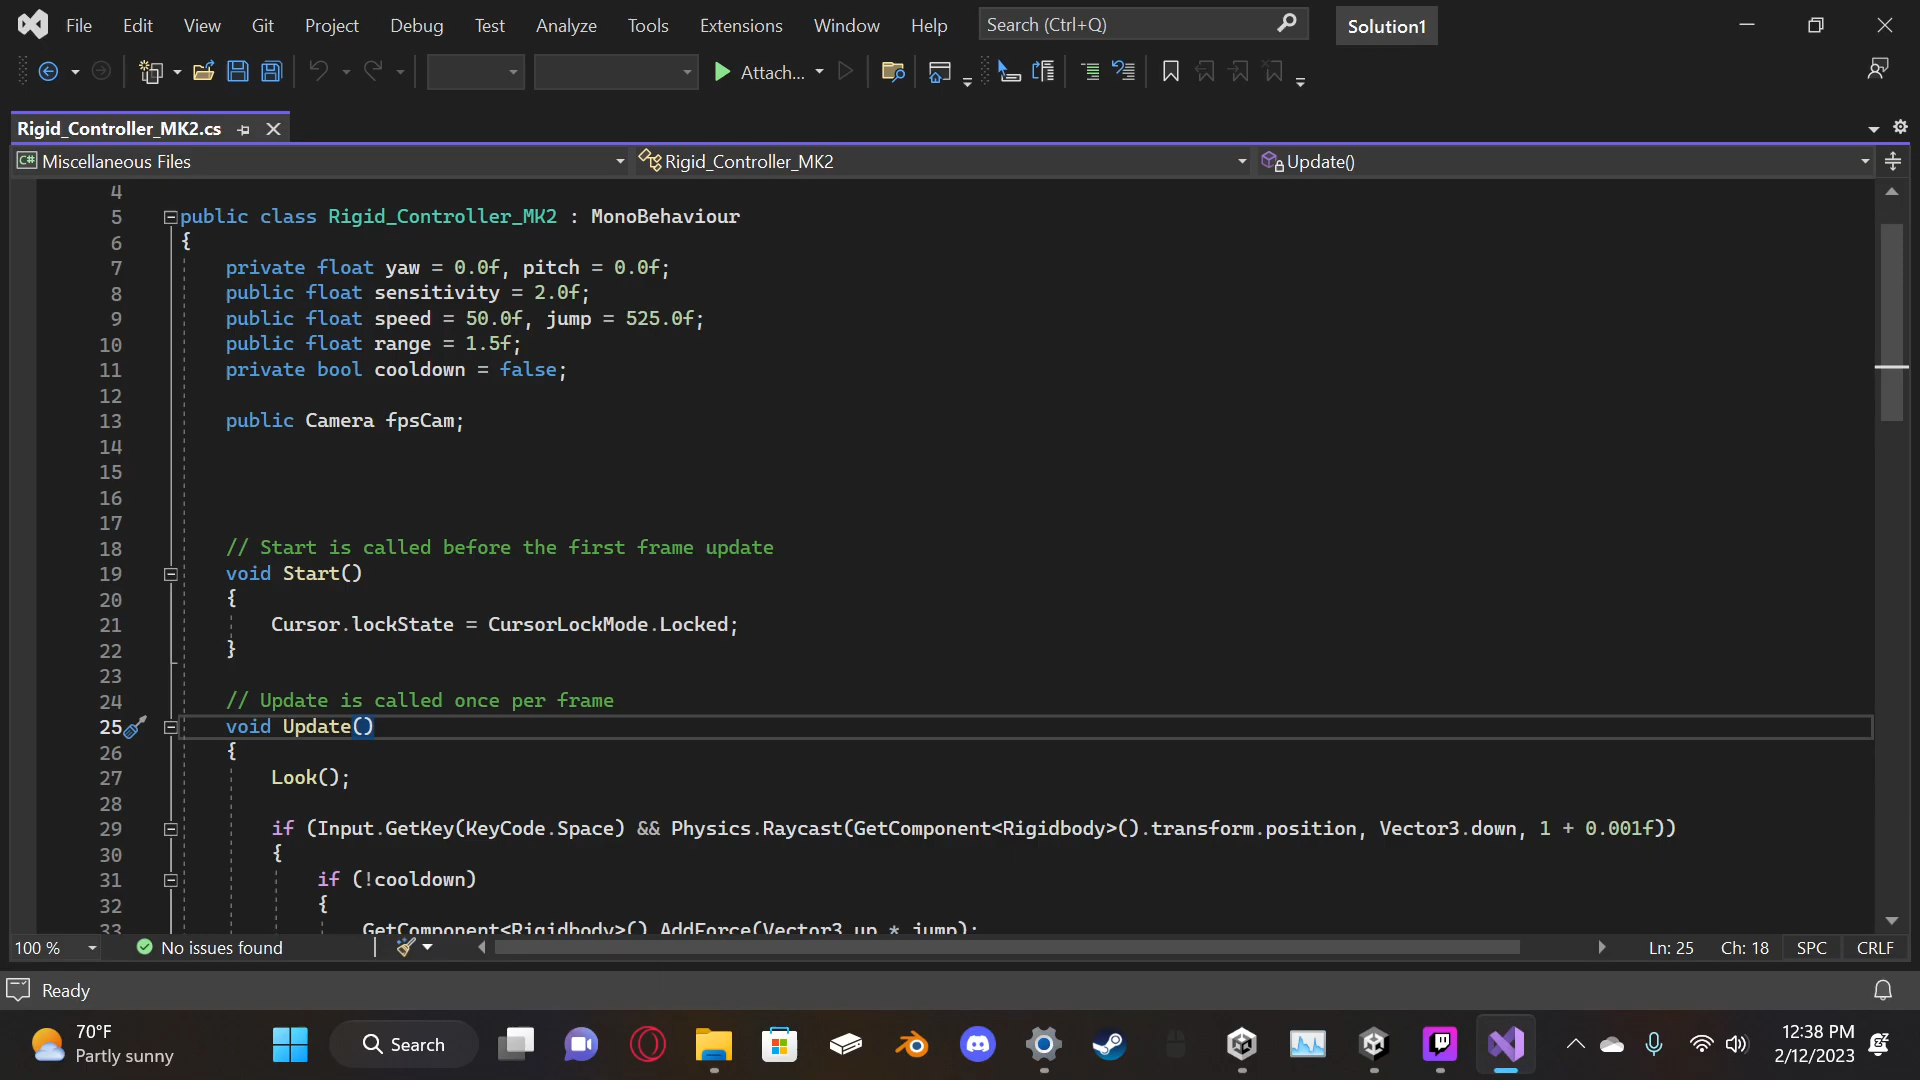 File Edit View Git Project Debug Test Analyze Tools Extensions Window Help Search (Ctrl+Q) Solution1
Attach...
Rigid_Controller_MK2.cs
C# Miscellaneous Files Rigid_Controller_MK2 Update()
4
5 public class Rigid_Controller_MK2 : MonoBehaviour
6 {
7 private float yaw = 0.0f, pitch = 0.0f;
8 public float sensitivity = 2.0f;
9 public float speed = 50.0f, jump = 525.0f;
10 public float range = 1.5f;
11 private bool cooldown = false;
12
13 public Camera fpsCam;
14
15
16
17
18 // Start is called before the first frame update
19 void Start()
20 {
21 Cursor.lockState = CursorLockMode.Locked;
22 }
23
24 // Update is called once per frame
25 void Update()
26 {
27 Look();
28
29 if (Input.GetKey(KeyCode.Space) && Physics.Raycast(GetComponent<Rigidbody>().transform.position, Vector3.down, 1 + 0.001f))
30 {
31 if (!cooldown)
32 {
33 GetComponent<Rigidbody>().AddForce(Vector3.up * jump);
100 % No issues found Ln: 25 Ch: 18 SPC CRLF
Ready
70°F
Partly sunny
Search
12:38 PM
2/12/2023